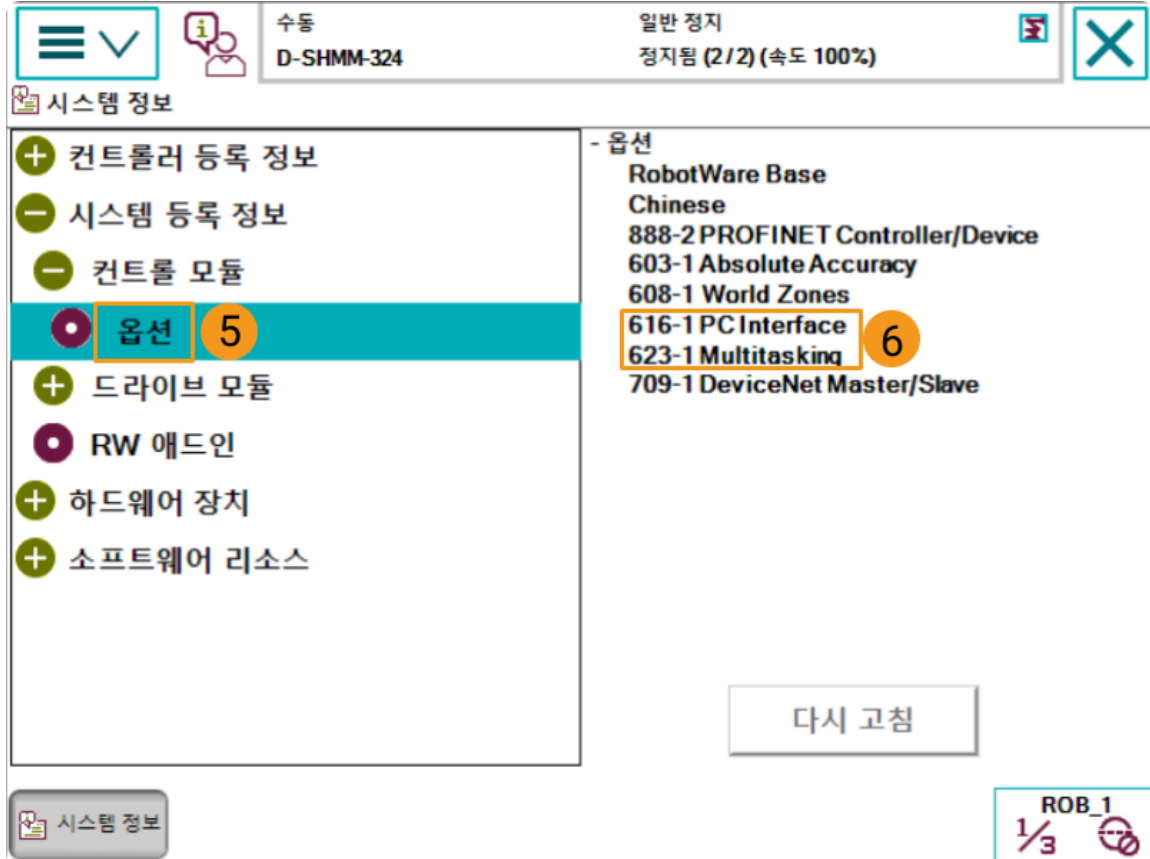 수동
D-SHMM-324
일반 정지
정지됨 (2 / 2) (속도 100%)
시스템 정보
컨트롤러 등록 정보
시스템 등록 정보
컨트롤 모듈
옵션 5
드라이브 모듈
RW 애드인
하드웨어 장치
소프트웨어 리소스
- 옵션
RobotWare Base
Chinese
888-2 PROFINET Controller/Device
603-1 Absolute Accuracy
608-1 World Zones
616-1 PC Interface
623-1 Multitasking
6
709-1 DeviceNet Master/Slave
다시 고침
시스템 정보
ROB_1
1/3